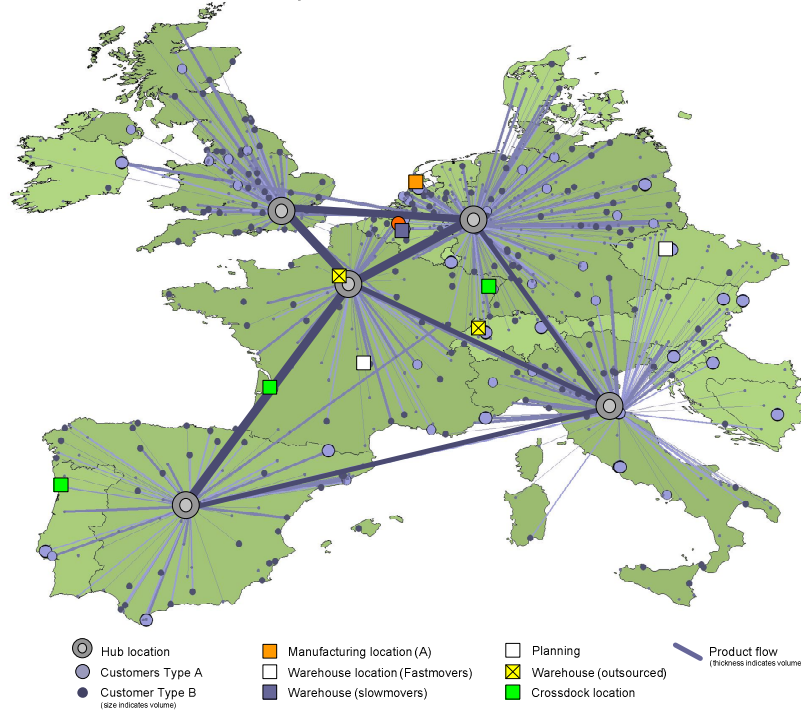 Hub location
Customers Type A
Customer Type B
(size indicates volume)
Manufacturing location (A)
Warehouse location (Fastmovers)
Warehouse (slowmovers)
Planning
Warehouse (outsourced)
Crossdock location
Product flow
(thickness indicates volume